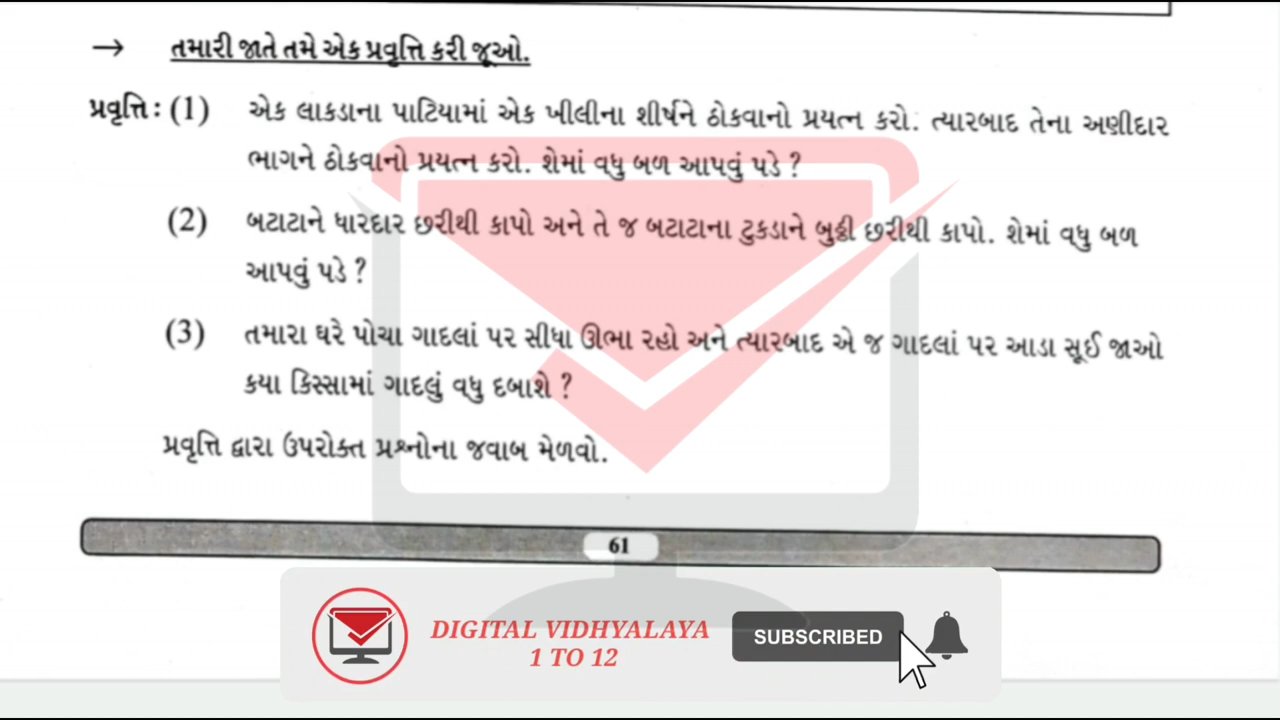 → તમારી જાતે તમે એક પ્રવૃત્તિ કરી જૂઓ.
પ્રવૃત્તિ : (1) એક લાકડાના પાટિયામાં એક ખીલીના શીર્ષને ઠોકવાનો પ્રયત્ન કરો. ત્યારબાદ તેના અણીદાર
ભાગને ઠોકવાનો પ્રયત્ન કરો. શેમાં વધુ બળ આપવું પડે ?
(2) બટાટાને ધારદાર છરીથી કાપો અને તે જ બટાટાના ટુકડાને બુઠ્ઠી છરીથી કાપો. શેમાં વધુ બળ
આપવું પડે ?
(3) તમારા ઘરે પોચા ગાદલાં પર સીધા ઊભા રહો અને ત્યારબાદ એ જ ગાદલાં પર આડા સૂઈ જાઓ
કયા કિસ્સામાં ગાદલું વધુ દબાશે ?
પ્રવૃત્તિ દ્વારા ઉપરોક્ત પ્રશ્નોના જવાબ મેળવો.
61
DIGITAL VIDHYALAYA
1 TO 12
SUBSCRIBED